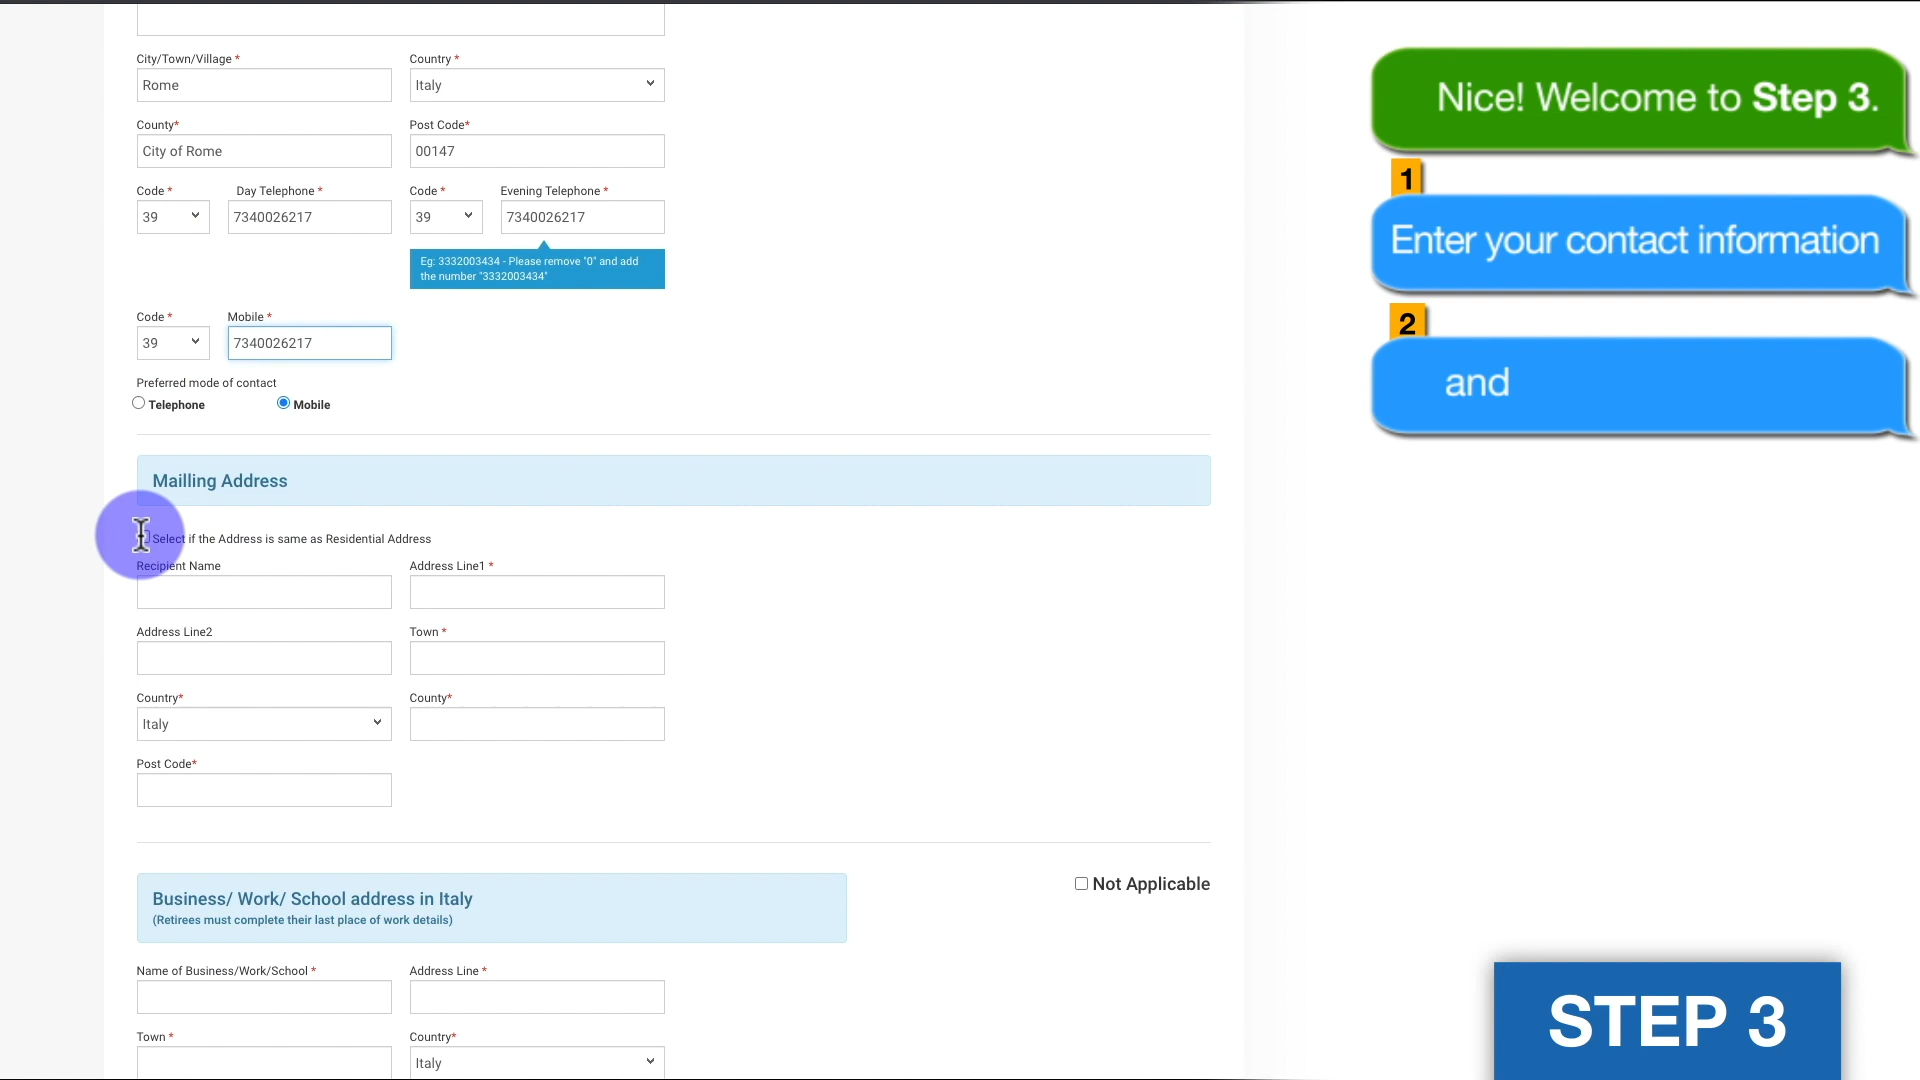 City/Town/Village *
Country *
Rome
Italy
County*
Post Code*
City of Rome
00147
Code *
Day Telephone *
Code *
Evening Telephone *
39
7340026217
39
7340026217
Eg: 3332003434 - Please remove "0" and add
the number "3332003434"
Code *
Mobile *
39
7340026217
Preferred mode of contact
Telephone
Mobile
Mailling Address
Select if the Address is same as Residential Address
Recipient Name
Address Line1 *
Address Line2
Town *
Country*
County*
Italy
Post Code*
Business/ Work/ School address in Italy
(Retirees must complete their last place of work details)
Not Applicable
Name of Business/Work/School *
Address Line *
Town *
Country*
Italy
Nice! Welcome to Step 3.
1
Enter your contact information
2
and
STEP 3